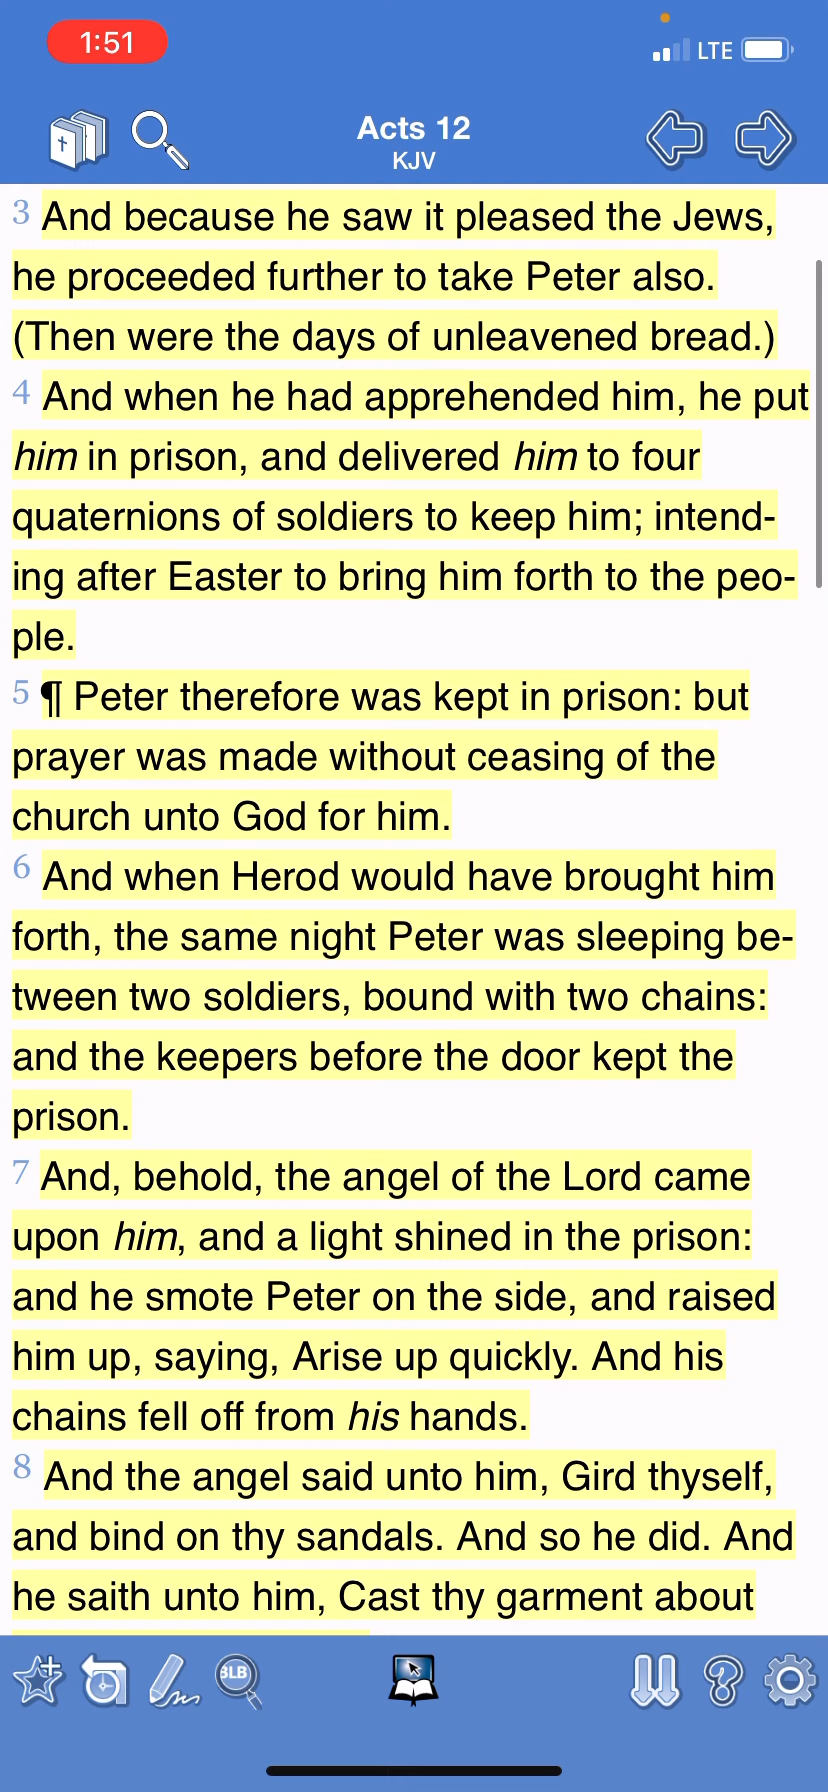 1:51
LTE
Acts 12
KJV
3 And because he saw it pleased the Jews,
he proceeded further to take Peter also.
(Then were the days of unleavened bread.)
4 And when he had apprehended him, he put
him in prison, and delivered him to four
quaternions of soldiers to keep him; intend-
ing after Easter to bring him forth to the peo-
ple.
5 ¶ Peter therefore was kept in prison: but
prayer was made without ceasing of the
church unto God for him.
6 And when Herod would have brought him
forth, the same night Peter was sleeping be-
tween two soldiers, bound with two chains:
and the keepers before the door kept the
prison.
7 And, behold, the angel of the Lord came
upon him, and a light shined in the prison:
and he smote Peter on the side, and raised
him up, saying, Arise up quickly. And his
chains fell off from his hands.
8 And the angel said unto him, Gird thyself,
and bind on thy sandals. And so he did. And
he saith unto him, Cast thy garment about
BLB